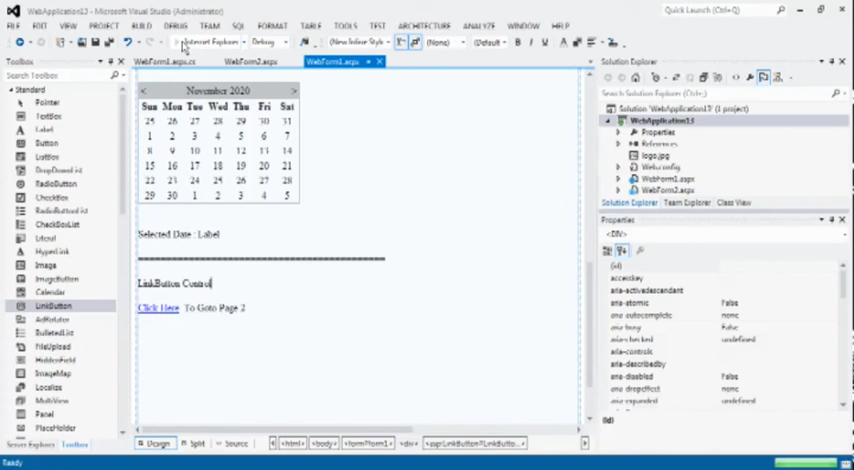 WebApplication13 - Microsoft Visual Studio (Administrator)
Quick Launch (Ctrl+Q)
FILE EDIT VIEW PROJECT BUILD DEBUG TEAM SQL FORMAT TABLE TOOLS TEST ARCHITECTURE ANALYZE WINDOW HELP
Internet Explorer Debug (New Inline Style (None) (Default B I U A
Toolbox
Search Toolbox
Standard
Pointer
TextBox
Label
Button
ListBox
DropDownList
RadioButton
CheckBox
RadioButtonList
CheckBoxList
Literal
HyperLink
Image
ImageButton
Calendar
LinkButton
AdRotator
BulletedList
FileUpload
HiddenField
ImageMap
Localize
MultiView
Panel
PlaceHolder
Server Explorer Toolbox
WebForm1.aspx.cs WebForm2.aspx WebForm1.aspx
< November 2020 >
Sun Mon Tue Wed Thu Fri Sat
25 26 27 28 29 30 31
1 2 3 4 5 6 7
8 9 10 11 12 13 14
15 16 17 18 19 20 21
22 23 24 25 26 27 28
29 30 1 2 3 4 5
Selected Date : Label
LinkButton Control
Click Here To Goto Page 2
Design Split Source <html> <body> <form#form1> <div> <asp:LinkButton#LinkButto...>
Solution Explorer
Search Solution Explorer (Ctrl+;)
Solution 'WebApplication13' (1 project)
WebApplication13
Properties
References
logo.jpg
Web.config
WebForm1.aspx
WebForm2.aspx
Solution Explorer Team Explorer Class View
Properties
<DIV>
(id)
accesskey
aria-activedescendant
aria-atomic False
aria-autocomplete none
aria-busy False
aria-checked undefined
aria-controls
aria-describedby
aria-disabled False
aria-dropeffect none
aria-expanded undefined
(id)
Ready